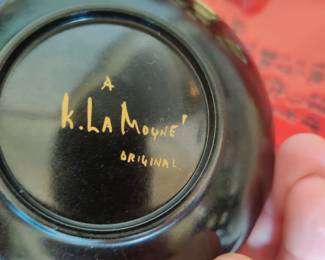 A
K. LA MOYNE'
ORIGINAL.